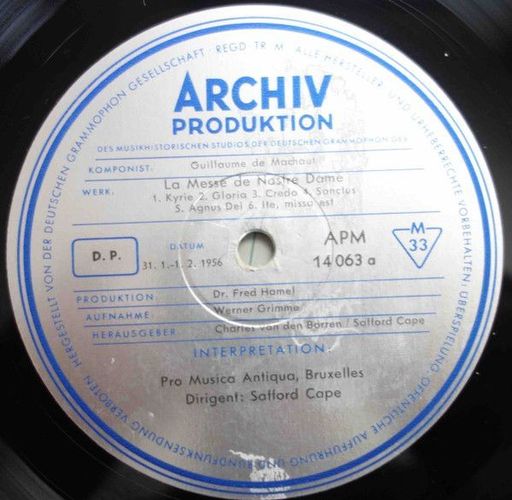 HERGESTELLT VON DER DEUTSCHEN GRAMMOPHON GESELLSCHAFT · REGD. TR. M. · ALLE HERSTELLER- UND URHEBERRECHTE VORBEHALTEN. ÜBERSPIELUNG, ÖFFENTLICHE AUFFÜHRUNG UND RUNDFUNKSENDUNG VERBOTEN.
ARCHIV
PRODUKTION
DES MUSIKHISTORISCHEN STUDIOS DER DEUTSCHEN GRAMMOPHON GES.
KOMPONIST: Guillaume de Machaut
WERK: La Messe de Nostre Dame
1. Kyrie 2. Gloria 3. Credo 4. Sanctus
5. Agnus Dei 6. Ite, missa est
D.P.
DATUM
31. 1.-1. 2. 1956
APM
14 063 a
M
33
PRODUKTION: Dr. Fred Hamel
AUFNAHME: Werner Grimme
HERAUSGEBER: Charles van den Borren / Safford Cape
INTERPRETATION:
Pro Musica Antiqua, Bruxelles
Dirigent: Safford Cape